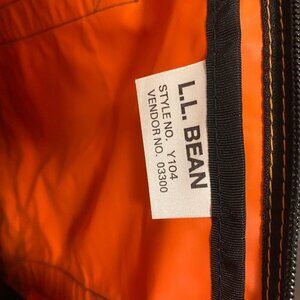 L.L. BEAN
STYLE NO. Y104
VENDOR NO. 03300